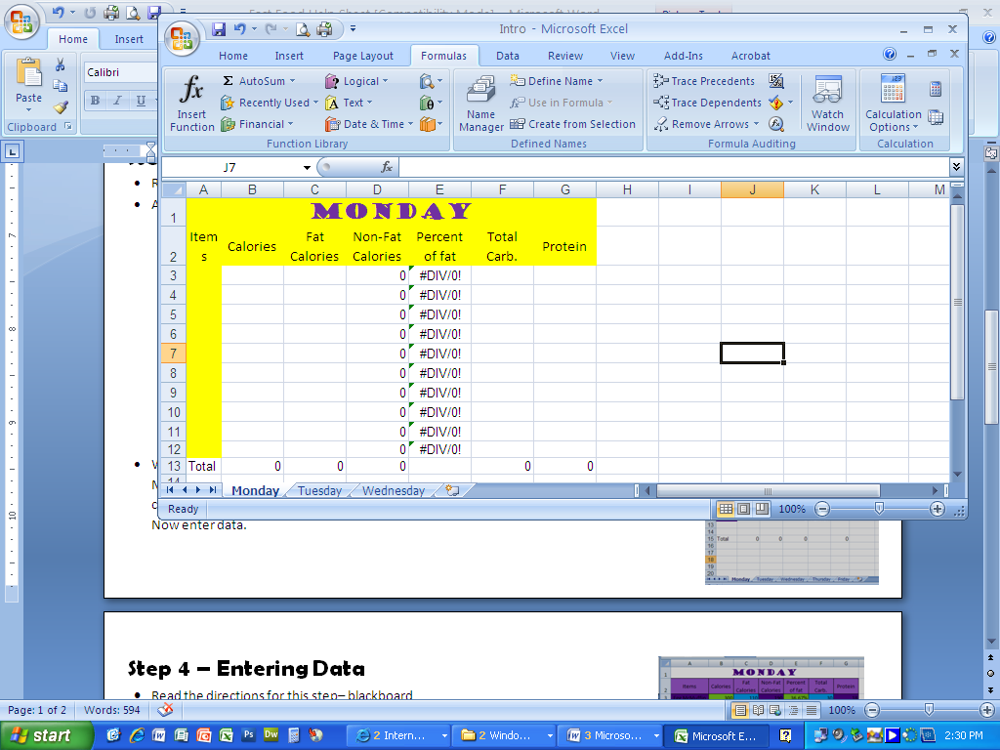 Intro - Microsoft Excel
Home Insert
Home Insert Page Layout Formulas Data Review View Add-Ins Acrobat
Paste
Clipboard
Calibri
B I U
fx
Insert Function
Σ AutoSum
Recently Used
Financial
Logical
Text
Date & Time
Function Library
Name Manager
Define Name
Use in Formula
Create from Selection
Defined Names
Trace Precedents
Trace Dependents
Remove Arrows
Formula Auditing
Watch Window
Calculation Options
Calculation
J7 fx
A B C D E F G H I J K L M
1 MONDAY
2 Items Calories Fat Calories Non-Fat Calories Percent of fat Total Carb. Protein
3 0 #DIV/0!
4 0 #DIV/0!
5 0 #DIV/0!
6 0 #DIV/0!
7 0 #DIV/0!
8 0 #DIV/0!
9 0 #DIV/0!
10 0 #DIV/0!
11 0 #DIV/0!
12 0 #DIV/0!
13 Total 0 0 0 0 0
Monday Tuesday Wednesday
Ready 100%
Now enter data.
Step 4 – Entering Data
MONDAY
Read the directions for this step– blackboard
Page: 1 of 2 Words: 594 100%
start 2 Intern... 2 Windo... 3 Microso... Microsoft E... 2:30 PM